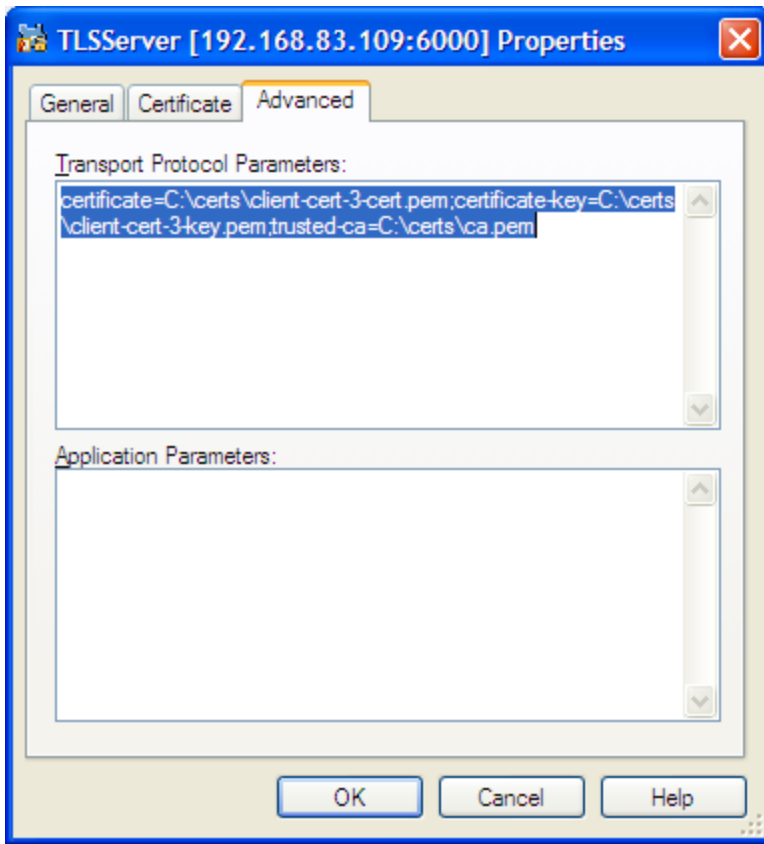 TLSServer [192.168.83.109:6000] Properties
General Certificate Advanced
Transport Protocol Parameters:
certificate=C:\certs\client-cert-3-cert.pem;certificate-key=C:\certs
\client-cert-3-key.pem;trusted-ca=C:\certs\ca.pem
Application Parameters:
OK Cancel Help